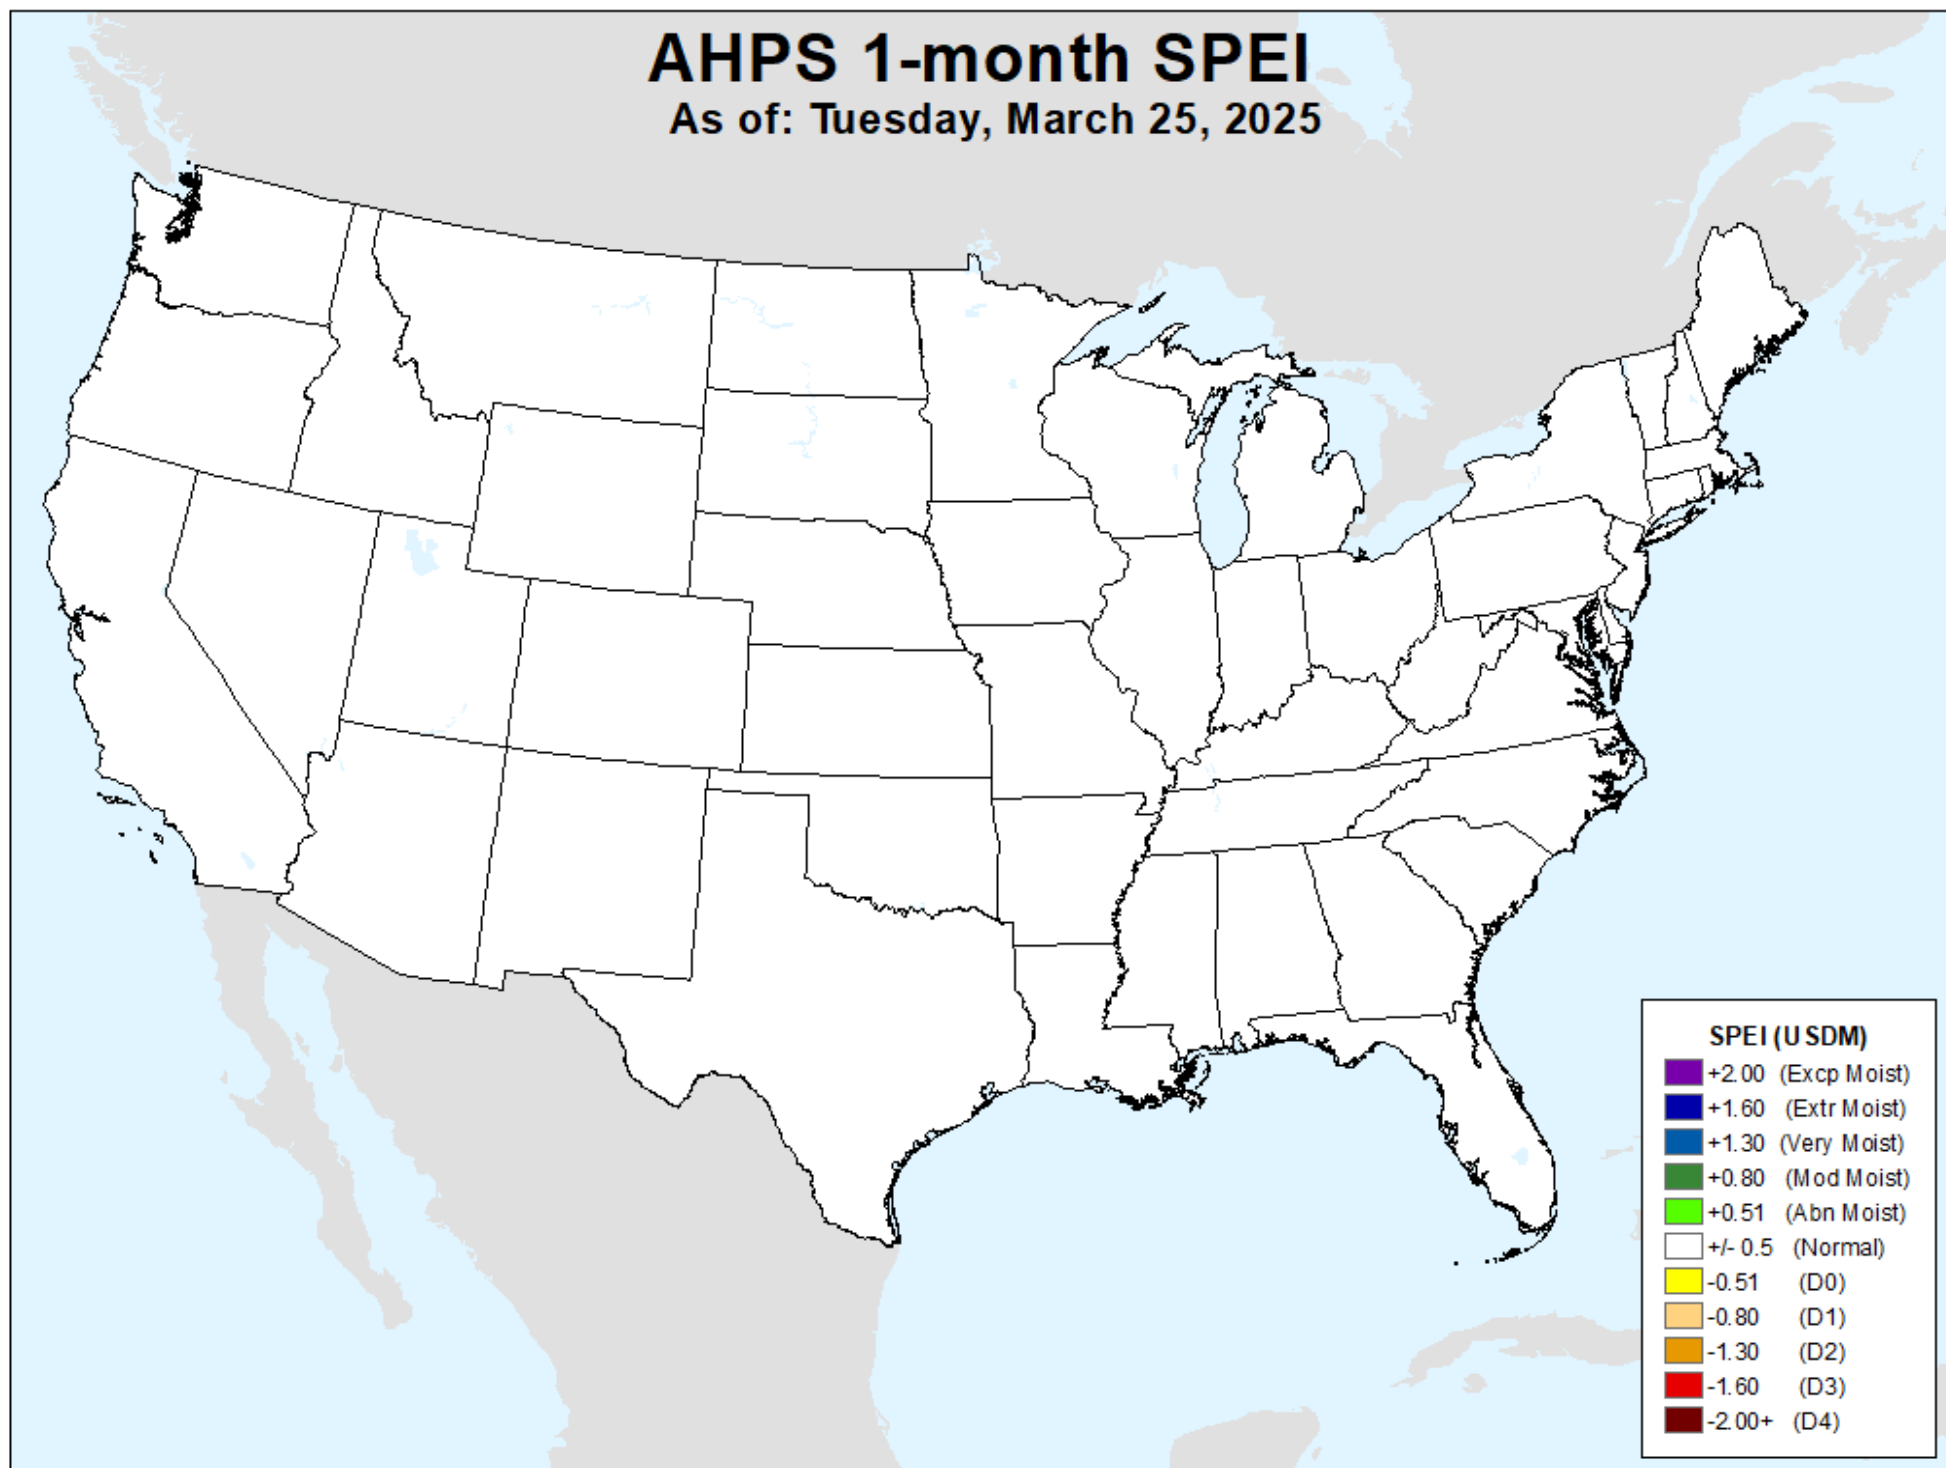 AHPS 1-month SPEI
As of: Tuesday, March 25, 2025
SPEI (USDM)
+2.00 (Excp Moist)
+1.60 (Extr Moist)
+1.30 (Very Moist)
+0.80 (Mod Moist)
+0.51 (Abn Moist)
+/- 0.5 (Normal)
-0.51 (D0)
-0.80 (D1)
-1.30 (D2)
-1.60 (D3)
-2.00+ (D4)